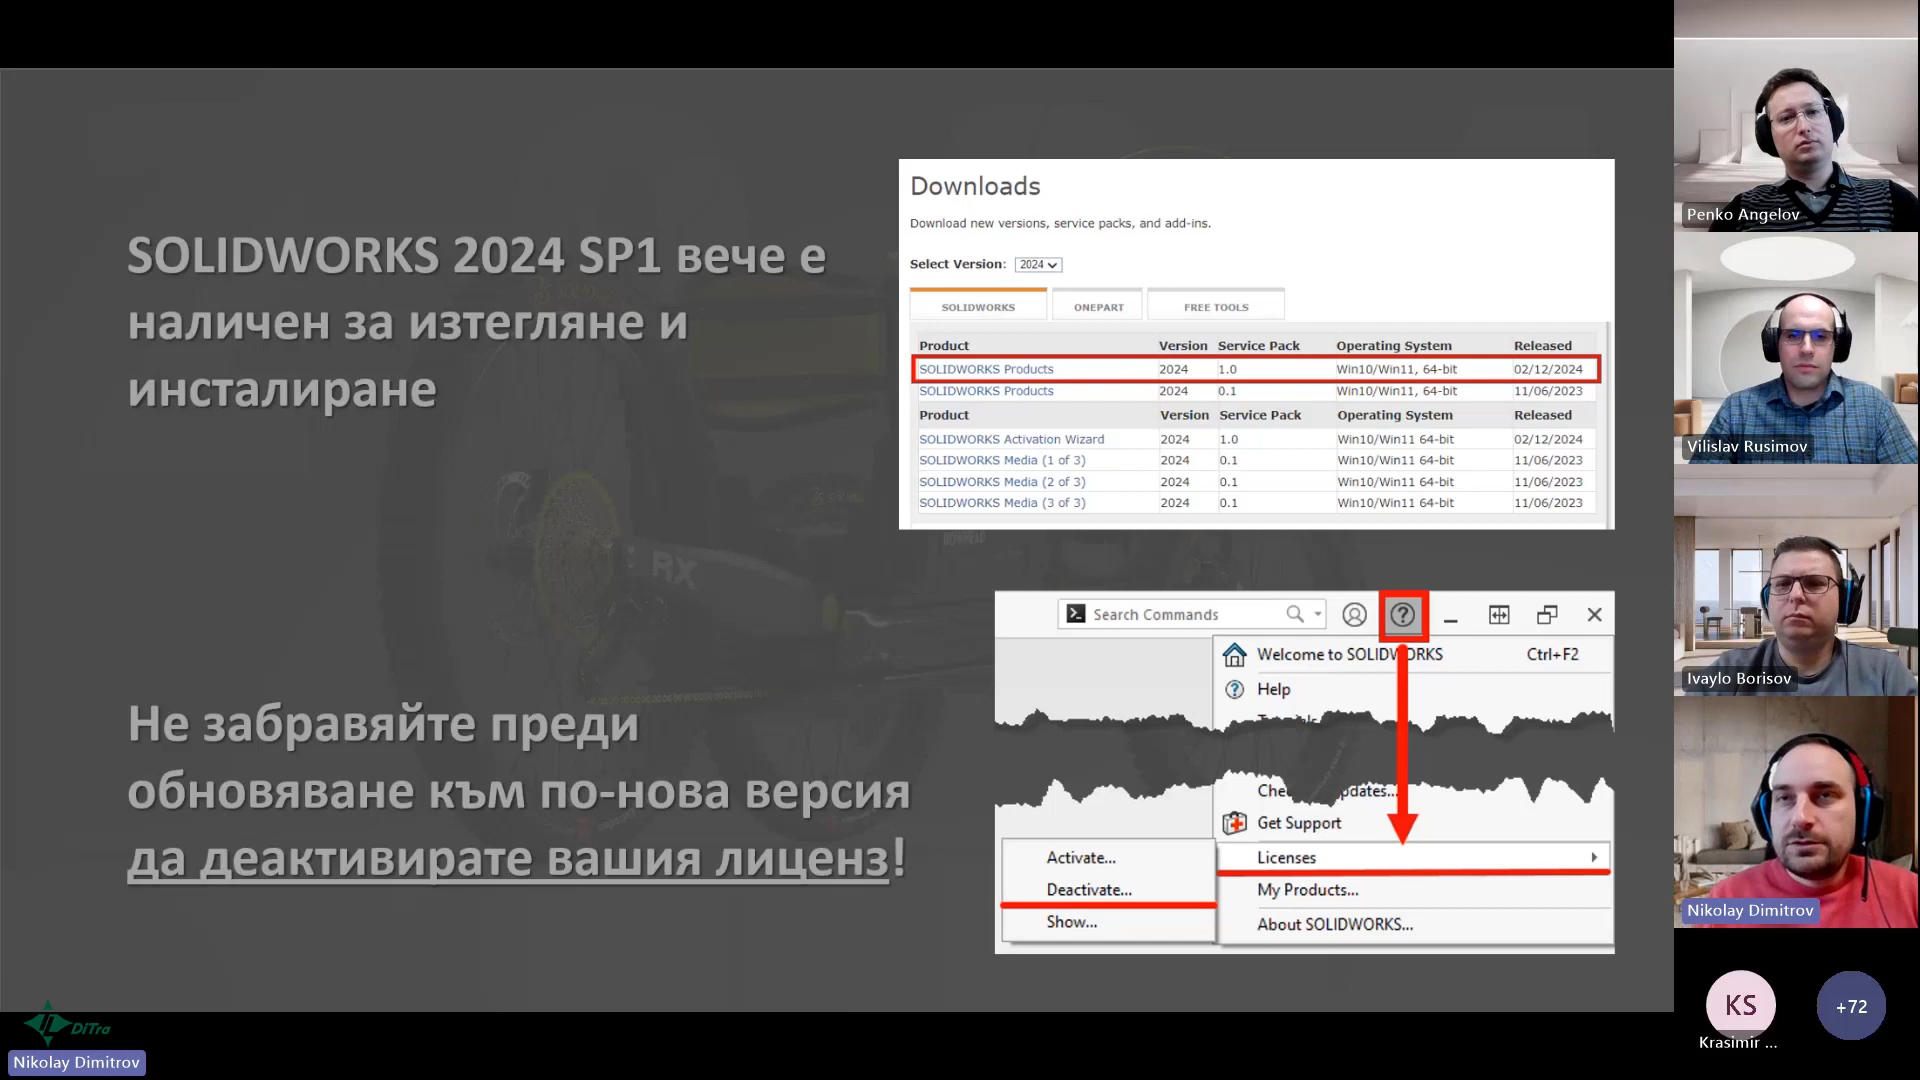 SOLIDWORKS 2024 SP1 вече е
наличен за изтегляне и
инсталиране
Не забравяйте преди
обновяване към по-нова версия
да деактивирате вашия лиценз!
Downloads
Download new versions, service packs, and add-ins.
Select Version: 2024
SOLIDWORKS ONEPART FREE TOOLS
Product Version Service Pack Operating System Released
SOLIDWORKS Products 2024 1.0 Win10/Win11, 64-bit 02/12/2024
SOLIDWORKS Products 2024 0.1 Win10/Win11, 64-bit 11/06/2023
Product Version Service Pack Operating System Released
SOLIDWORKS Activation Wizard 2024 1.0 Win10/Win11 64-bit 02/12/2024
SOLIDWORKS Media (1 of 3) 2024 0.1 Win10/Win11 64-bit 11/06/2023
SOLIDWORKS Media (2 of 3) 2024 0.1 Win10/Win11 64-bit 11/06/2023
SOLIDWORKS Media (3 of 3) 2024 0.1 Win10/Win11 64-bit 11/06/2023
RX
Search Commands
Welcome to SOLIDWORKS Ctrl+F2
Help
Get Support
Licenses
My Products...
About SOLIDWORKS...
Activate...
Deactivate...
Show...
DiTra
Nikolay Dimitrov
Penko Angelov
Vilislav Rusimov
Ivaylo Borisov
Nikolay Dimitrov
KS
Krasimir ...
+72